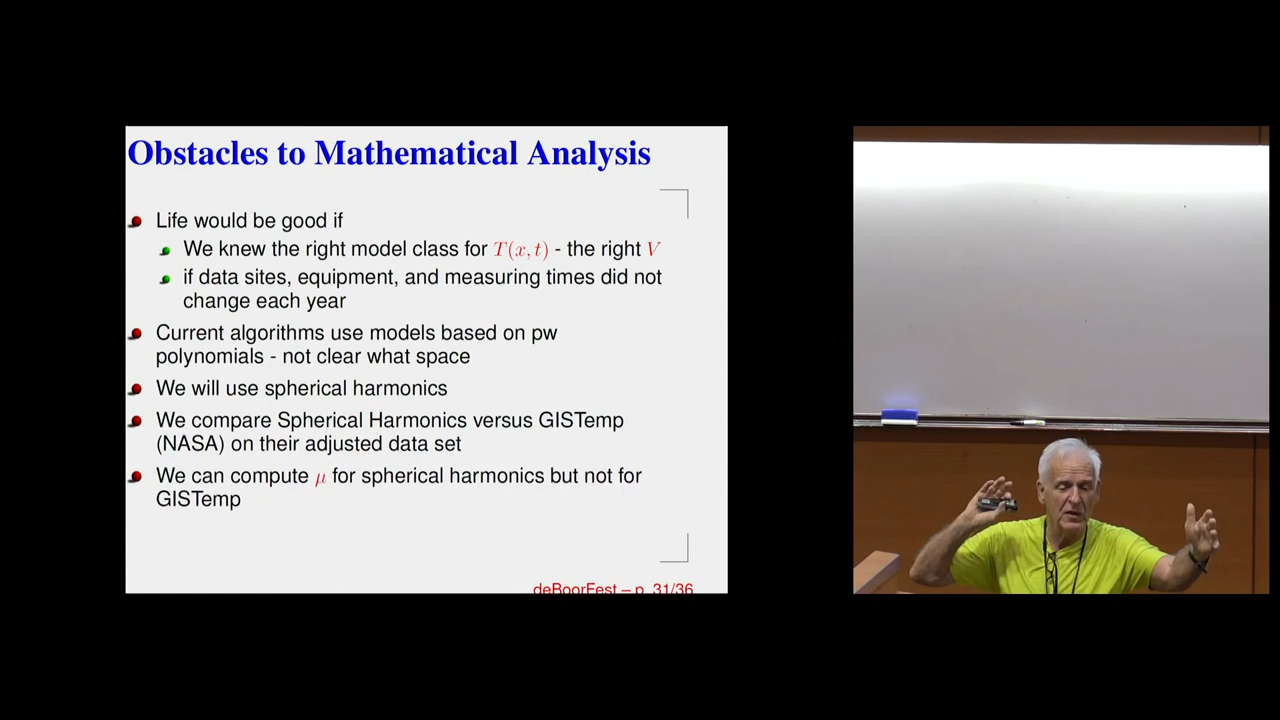 Obstacles to Mathematical Analysis
Life would be good if
We knew the right model class for T(x, t) - the right V
if data sites, equipment, and measuring times did not
change each year
Current algorithms use models based on pw
polynomials - not clear what space
We will use spherical harmonics
We compare Spherical Harmonics versus GISTemp
(NASA) on their adjusted data set
We can compute μ for spherical harmonics but not for
GISTemp
deBoorFest – p. 31/36